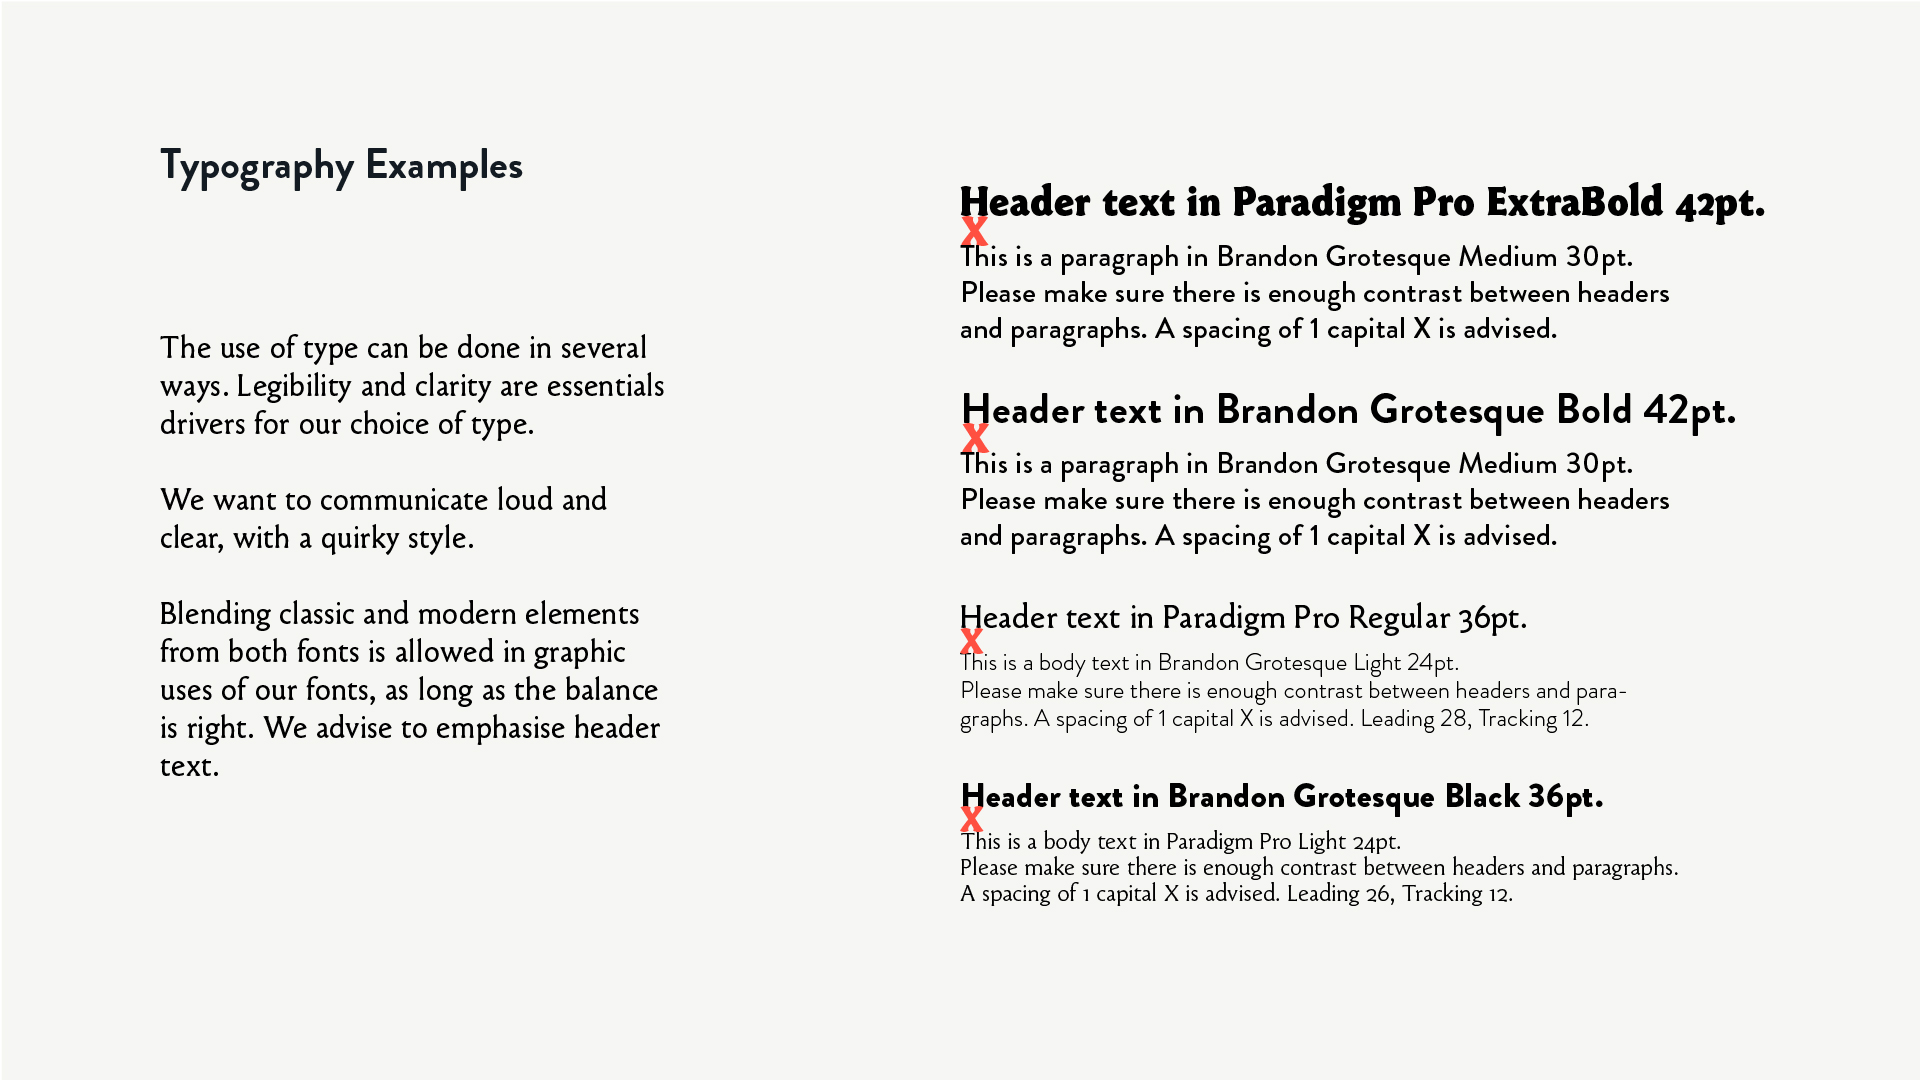 Typography Examples
The use of type can be done in several
ways. Legibility and clarity are essentials
drivers for our choice of type.
We want to communicate loud and
clear, with a quirky style.
Blending classic and modern elements
from both fonts is allowed in graphic
uses of our fonts, as long as the balance
is right. We advise to emphasise header
text.
Header text in Paradigm Pro ExtraBold 42pt.
X
This is a paragraph in Brandon Grotesque Medium 30pt.
Please make sure there is enough contrast between headers
and paragraphs. A spacing of 1 capital X is advised.
Header text in Brandon Grotesque Bold 42pt.
X
This is a paragraph in Brandon Grotesque Medium 30pt.
Please make sure there is enough contrast between headers
and paragraphs. A spacing of 1 capital X is advised.
Header text in Paradigm Pro Regular 36pt.
X
This is a body text in Brandon Grotesque Light 24pt.
Please make sure there is enough contrast between headers and para-
graphs. A spacing of 1 capital X is advised. Leading 28, Tracking 12.
Header text in Brandon Grotesque Black 36pt.
X
This is a body text in Paradigm Pro Light 24pt.
Please make sure there is enough contrast between headers and paragraphs.
A spacing of 1 capital X is advised. Leading 26, Tracking 12.